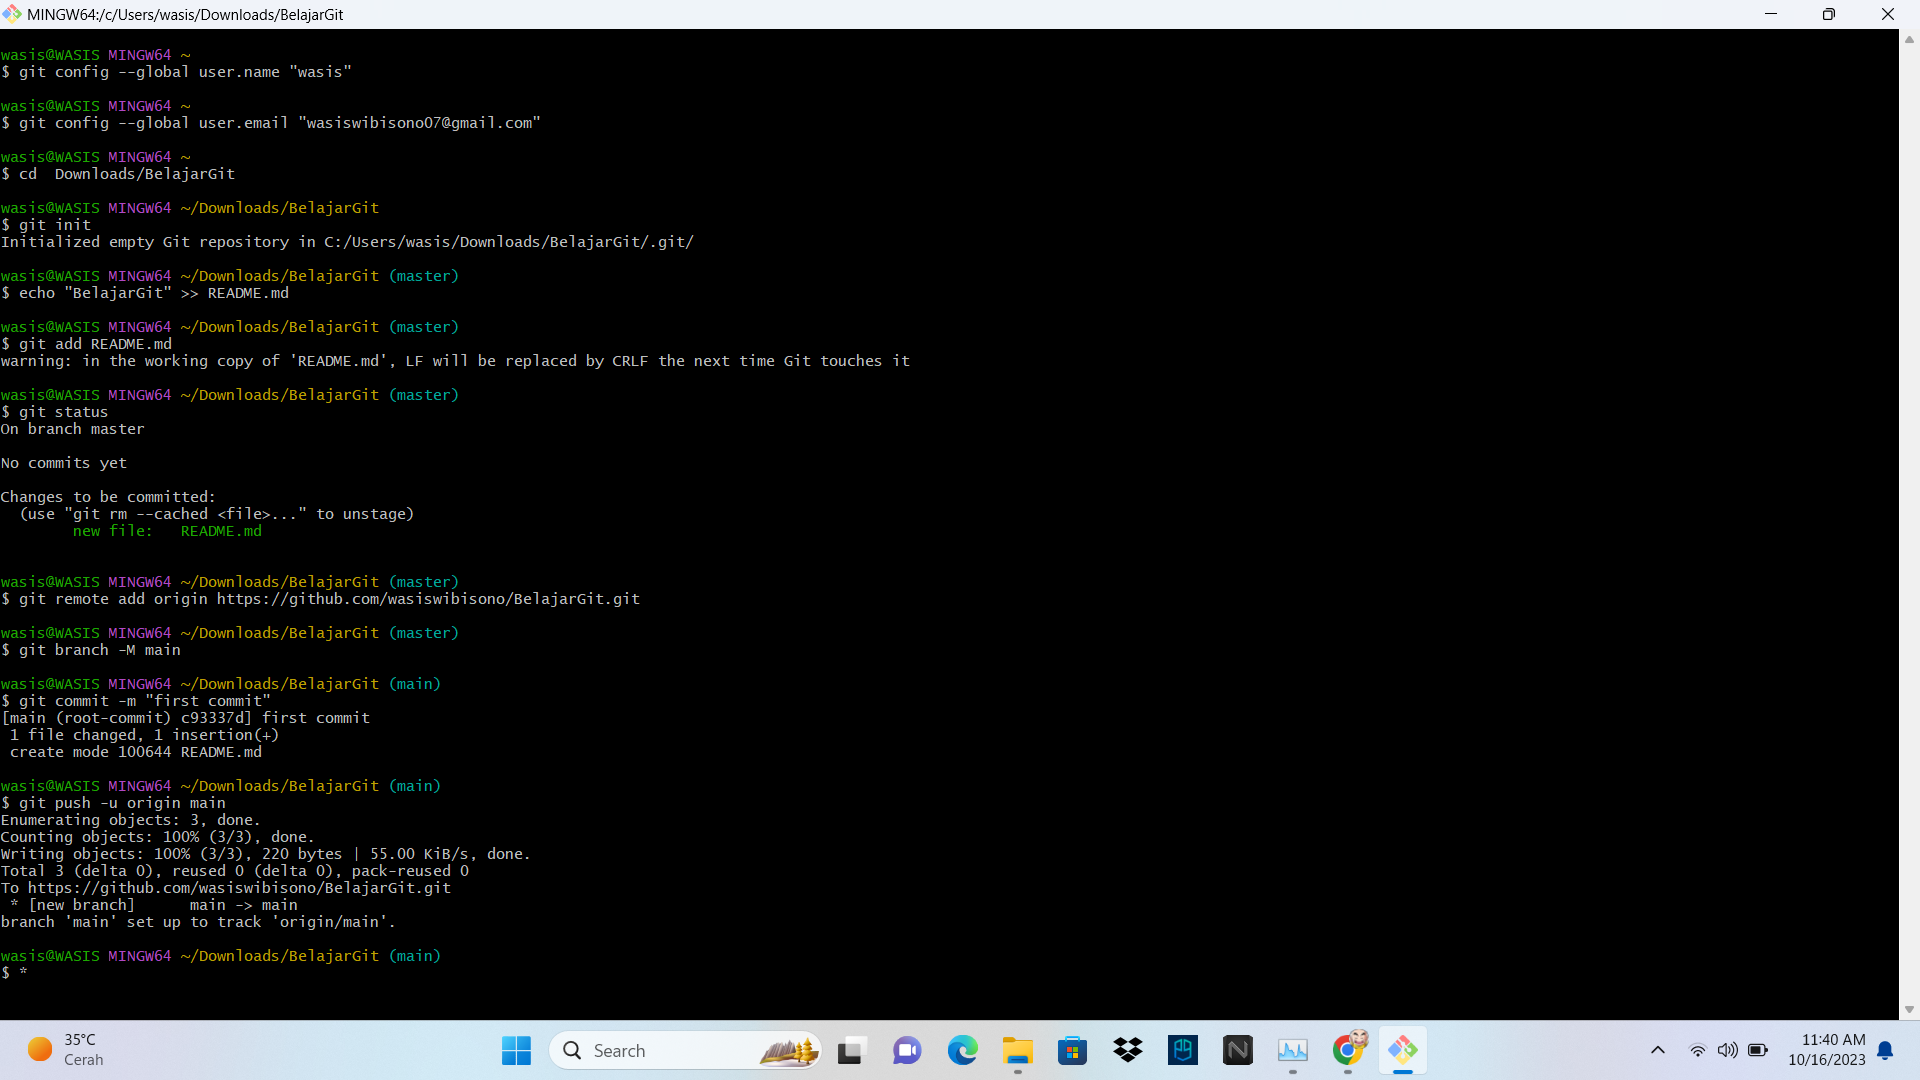 MINGW64:/c/Users/wasis/Downloads/BelajarGit
wasis@WASIS MINGW64 ~
$ git config --global user.name "wasis"
wasis@WASIS MINGW64 ~
$ git config --global user.email "wasiswibisono07@gmail.com"
wasis@WASIS MINGW64 ~
$ cd  Downloads/BelajarGit
wasis@WASIS MINGW64 ~/Downloads/BelajarGit
$ git init
Initialized empty Git repository in C:/Users/wasis/Downloads/BelajarGit/.git/
wasis@WASIS MINGW64 ~/Downloads/BelajarGit (master)
$ echo "BelajarGit" >> README.md
wasis@WASIS MINGW64 ~/Downloads/BelajarGit (master)
$ git add README.md
warning: in the working copy of 'README.md', LF will be replaced by CRLF the next time Git touches it
wasis@WASIS MINGW64 ~/Downloads/BelajarGit (master)
$ git status
On branch master
No commits yet
Changes to be committed:
  (use "git rm --cached <file>..." to unstage)
        new file:   README.md
wasis@WASIS MINGW64 ~/Downloads/BelajarGit (master)
$ git remote add origin https://github.com/wasiswibisono/BelajarGit.git
wasis@WASIS MINGW64 ~/Downloads/BelajarGit (master)
$ git branch -M main
wasis@WASIS MINGW64 ~/Downloads/BelajarGit (main)
$ git commit -m "first commit"
[main (root-commit) c93337d] first commit
 1 file changed, 1 insertion(+)
 create mode 100644 README.md
wasis@WASIS MINGW64 ~/Downloads/BelajarGit (main)
$ git push -u origin main
Enumerating objects: 3, done.
Counting objects: 100% (3/3), done.
Writing objects: 100% (3/3), 220 bytes | 55.00 KiB/s, done.
Total 3 (delta 0), reused 0 (delta 0), pack-reused 0
To https://github.com/wasiswibisono/BelajarGit.git
 * [new branch]      main -> main
branch 'main' set up to track 'origin/main'.
wasis@WASIS MINGW64 ~/Downloads/BelajarGit (main)
$ *
35°C
Cerah
Search
11:40 AM
10/16/2023